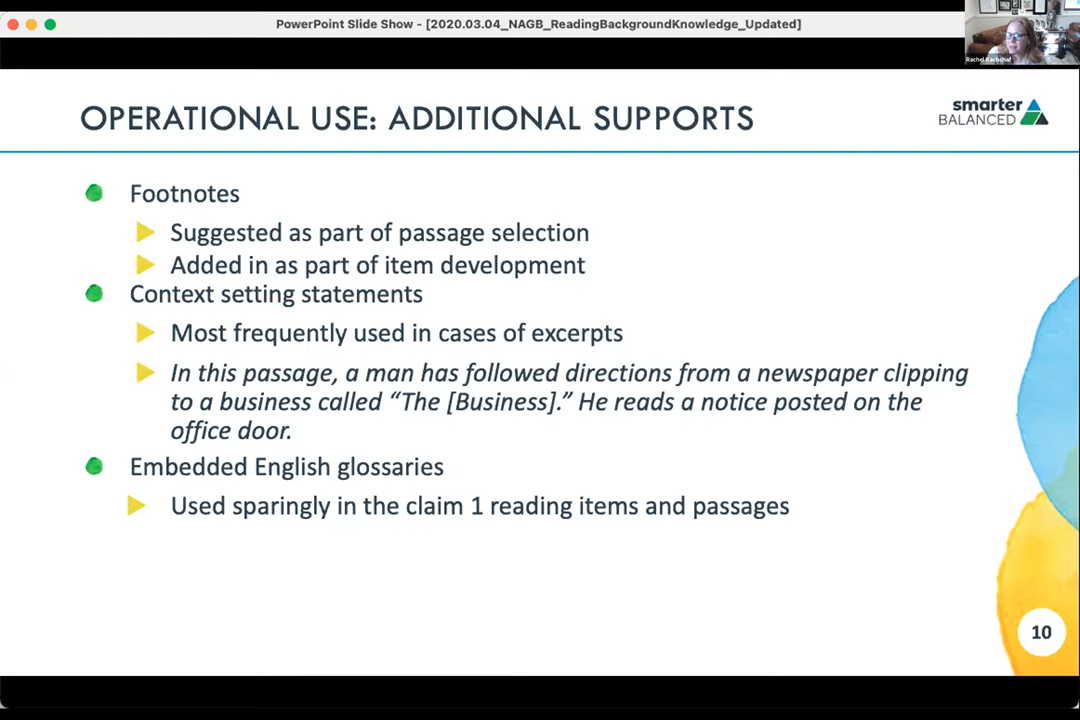 PowerPoint Slide Show - [2020.03.04_NAGB_ReadingBackgroundKnowledge_Updated]
Rachel Kachchaf
OPERATIONAL USE: ADDITIONAL SUPPORTS
smarter
BALANCED
Footnotes
Suggested as part of passage selection
Added in as part of item development
Context setting statements
Most frequently used in cases of excerpts
In this passage, a man has followed directions from a newspaper clipping
to a business called “The [Business].” He reads a notice posted on the
office door.
Embedded English glossaries
Used sparingly in the claim 1 reading items and passages
10